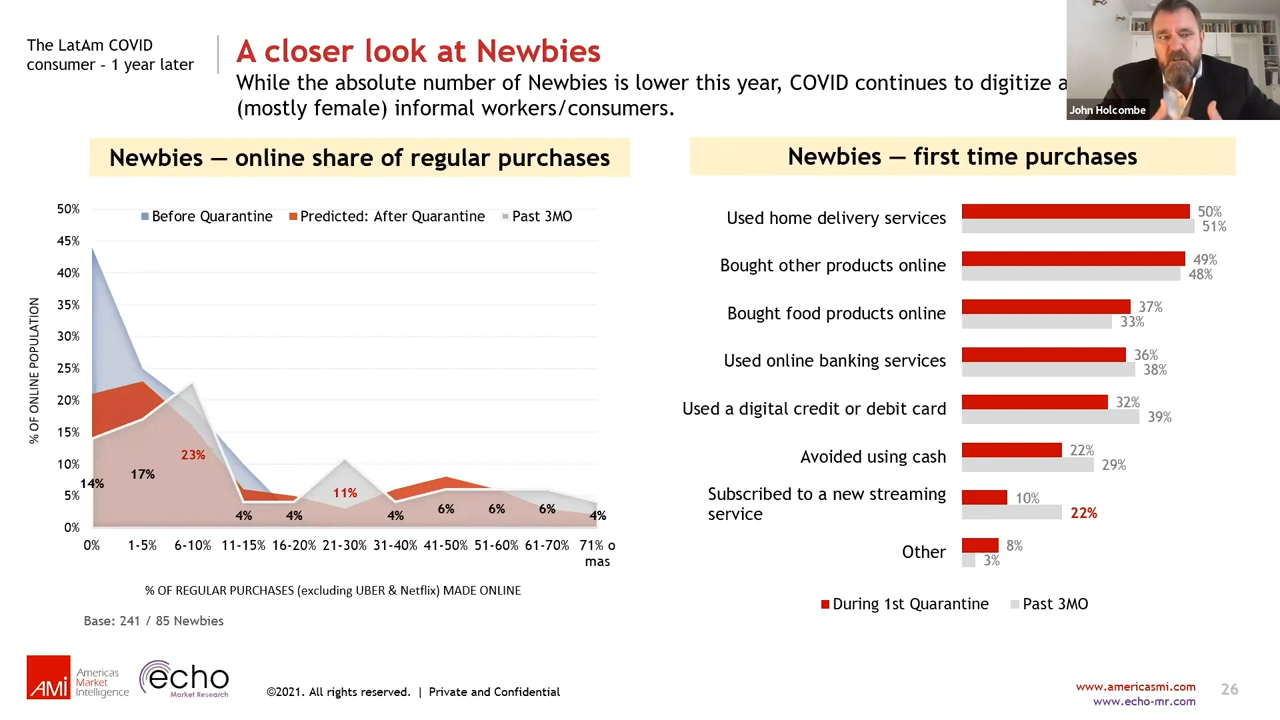 The LatAm COVID
consumer - 1 year later
A closer look at Newbies
While the absolute number of Newbies is lower this year, COVID continues to digitize a
(mostly female) informal workers/consumers.
John Holcombe
Newbies — online share of regular purchases
50%
Before Quarantine
Predicted: After Quarantine
Past 3MO
45%
40%
35%
30%
25%
20%
15%
10%
5%
0%
% OF ONLINE POPULATION
14%
17%
23%
4%
4%
11%
4%
6%
6%
6%
4%
0%
1-5%
6-10%
11-15%
16-20%
21-30%
31-40%
41-50%
51-60%
61-70%
71% o
mas
% OF REGULAR PURCHASES (excluding UBER & Netflix) MADE ONLINE
Base: 241 / 85 Newbies
Newbies — first time purchases
Used home delivery services
50%
51%
Bought other products online
49%
48%
Bought food products online
37%
33%
Used online banking services
36%
38%
Used a digital credit or debit card
32%
39%
Avoided using cash
22%
29%
Subscribed to a new streaming
service
10%
22%
Other
8%
3%
During 1st Quarantine
Past 3MO
AMi
Americas
Market
Intelligence
echo
Market Research
©2021. All rights reserved. | Private and Confidential
www.americasmi.com
www.echo-mr.com
26